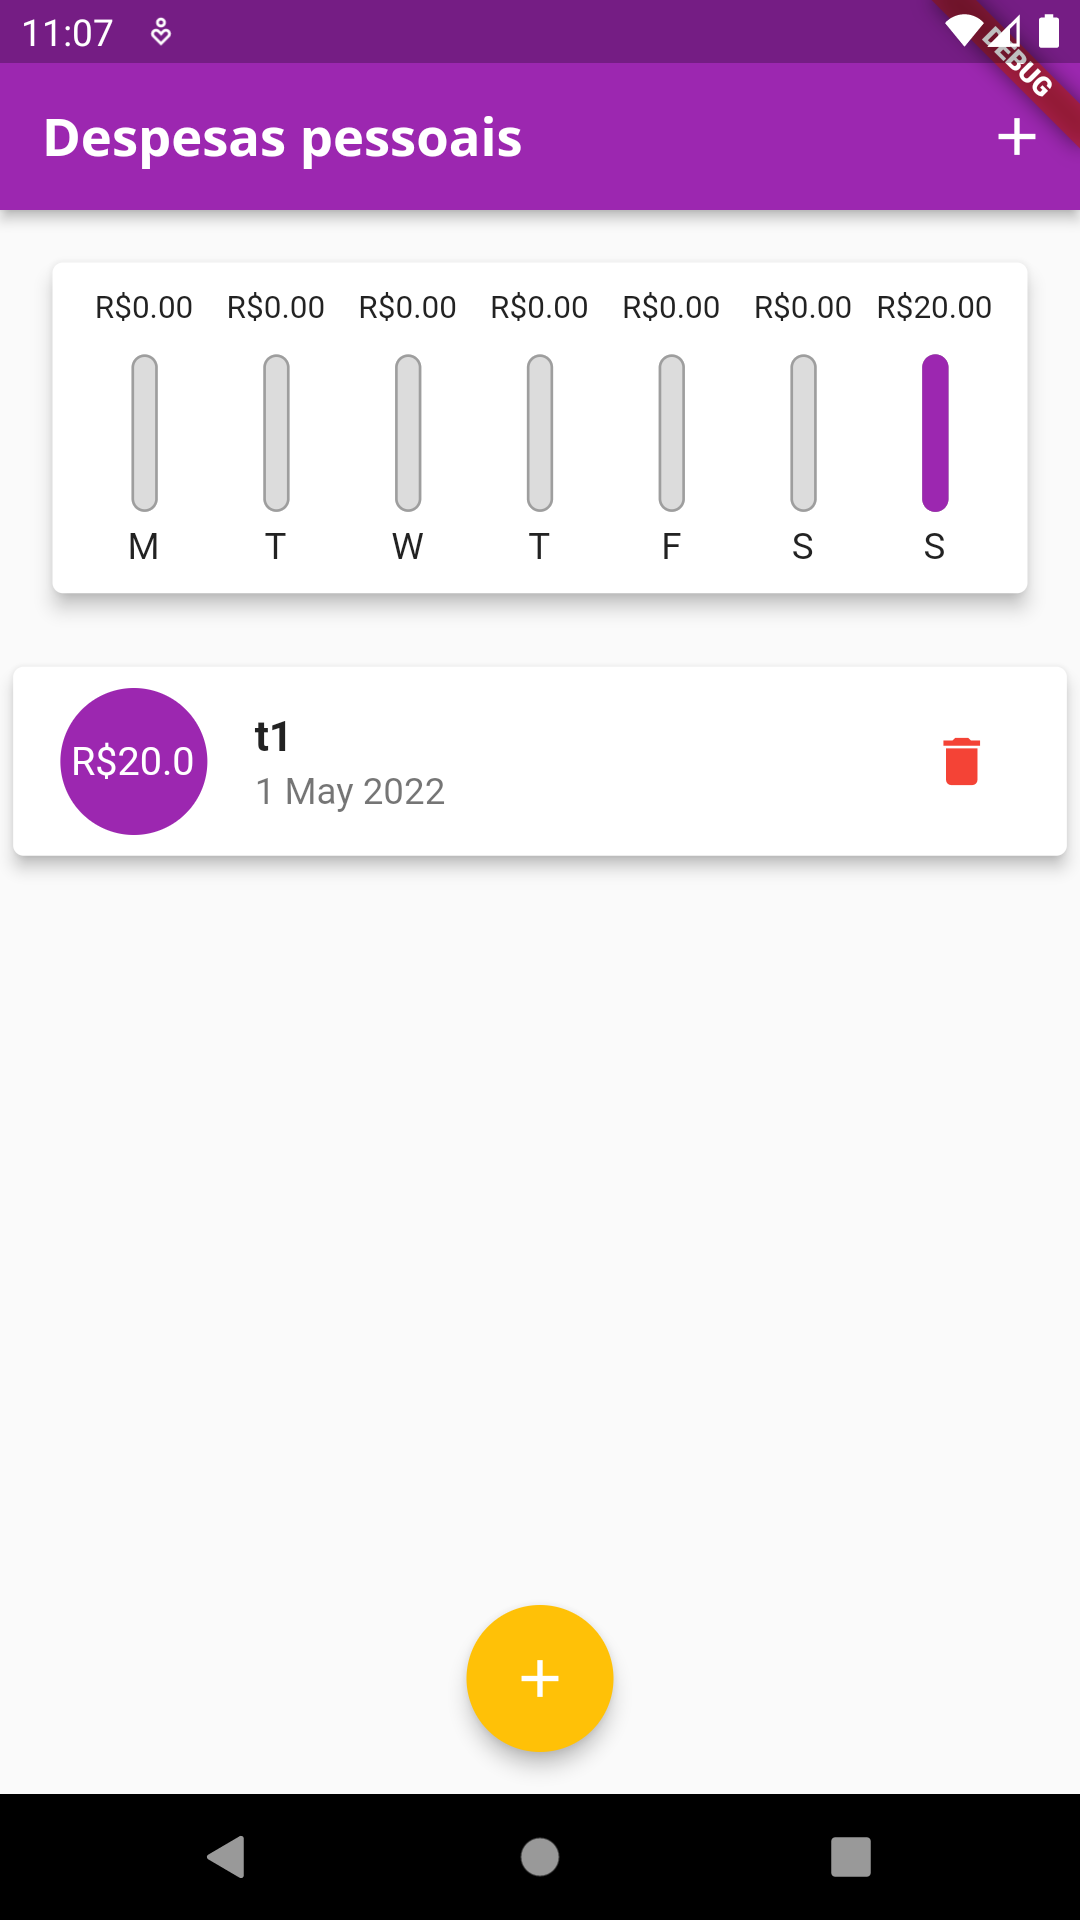 11:07
DEBUG
Despesas pessoais
R$0.00 R$0.00 R$0.00 R$0.00 R$0.00 R$0.00 R$20.00
M T W T F S S
R$20.0
t1
1 May 2022